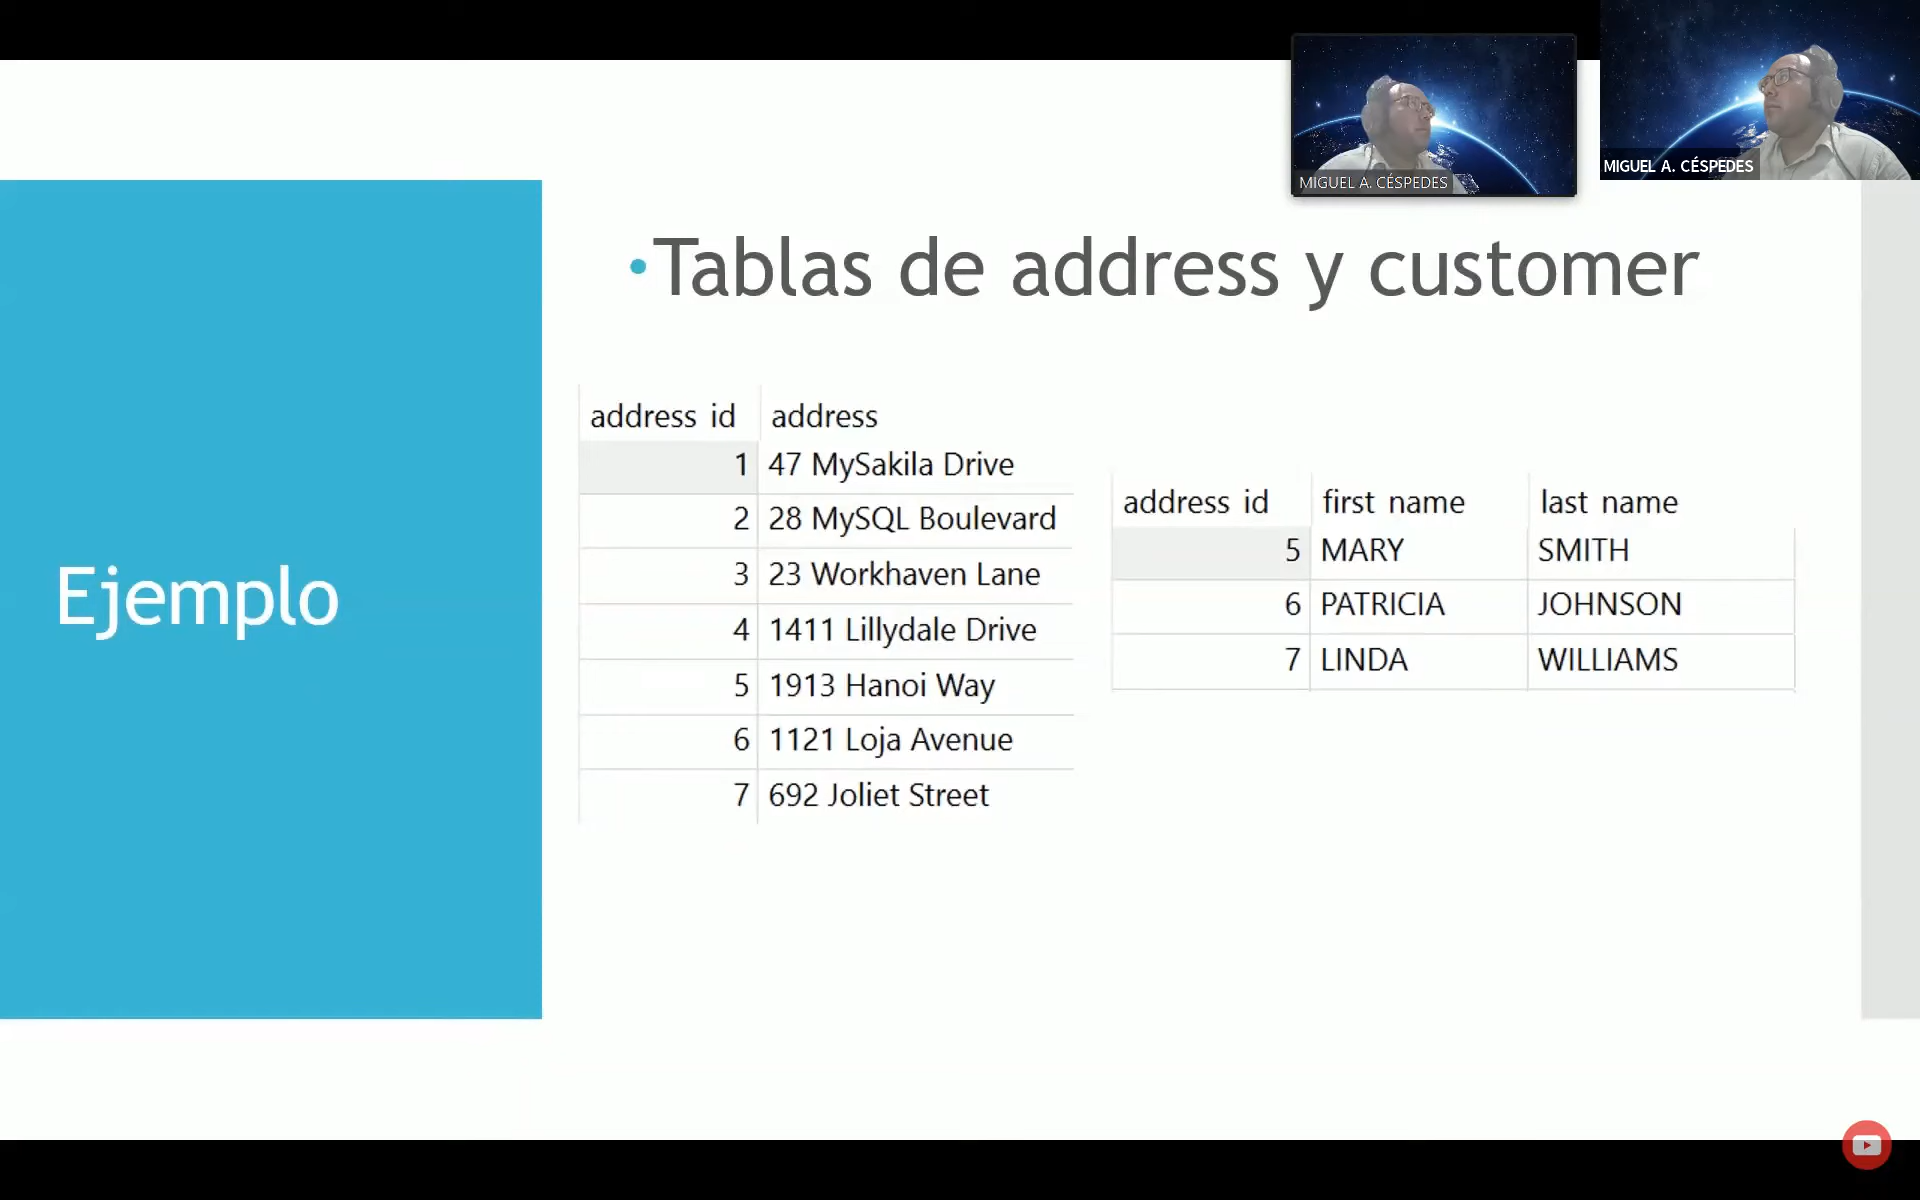 MIGUEL A. CÉSPEDES
MIGUEL A. CÉSPEDES
•Tablas de address y customer
Ejemplo
address id address
1 47 MySakila Drive
2 28 MySQL Boulevard
3 23 Workhaven Lane
4 1411 Lillydale Drive
5 1913 Hanoi Way
6 1121 Loja Avenue
7 692 Joliet Street
address id first name last name
5 MARY SMITH
6 PATRICIA JOHNSON
7 LINDA WILLIAMS